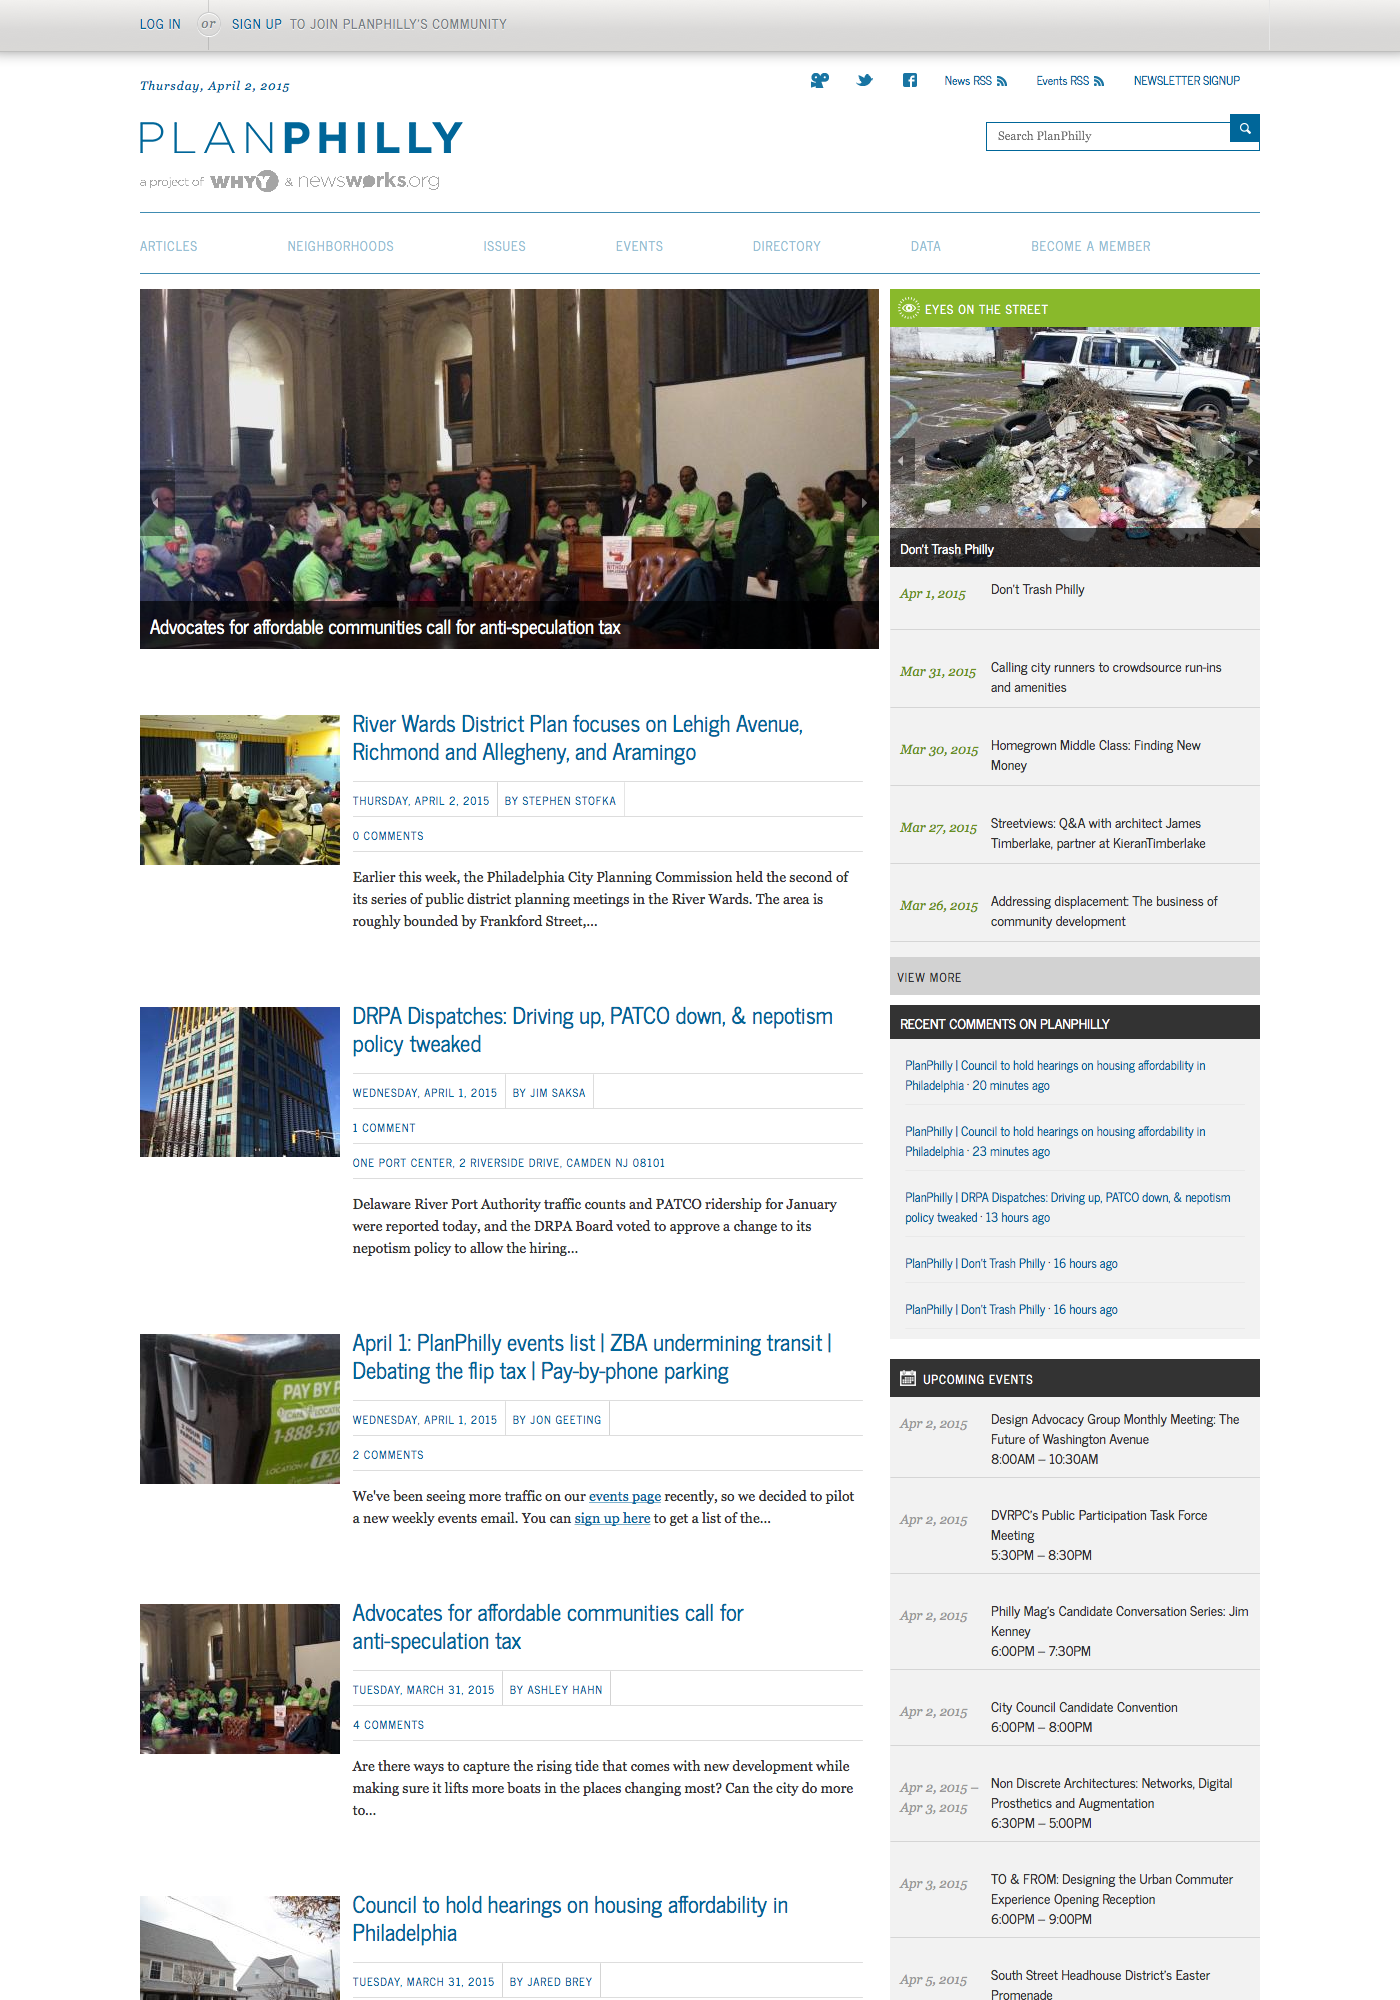 LOG IN or SIGN UP TO JOIN PLANPHILLY'S COMMUNITY
Thursday, April 2, 2015
News RSS
Events RSS
NEWSLETTER SIGNUP
PLANPHILLY
Search PlanPhilly
a project of WHYY & newsworks.org
ARTICLES NEIGHBORHOODS ISSUES EVENTS DIRECTORY DATA BECOME A MEMBER
Advocates for affordable communities call for anti-speculation tax
River Wards District Plan focuses on Lehigh Avenue,
Richmond and Allegheny, and Aramingo
THURSDAY, APRIL 2, 2015 BY STEPHEN STOFKA
0 COMMENTS
Earlier this week, the Philadelphia City Planning Commission held the second of
its series of public district planning meetings in the River Wards. The area is
roughly bounded by Frankford Street,...
DRPA Dispatches: Driving up, PATCO down, & nepotism
policy tweaked
WEDNESDAY, APRIL 1, 2015 BY JIM SAKSA
1 COMMENT
ONE PORT CENTER, 2 RIVERSIDE DRIVE, CAMDEN NJ 08101
Delaware River Port Authority traffic counts and PATCO ridership for January
were reported today, and the DRPA Board voted to approve a change to its
nepotism policy to allow the hiring...
PAY BY P
1-888-510
LOCATION # 120
April 1: PlanPhilly events list | ZBA undermining transit |
Debating the flip tax | Pay-by-phone parking
WEDNESDAY, APRIL 1, 2015 BY JON GEETING
2 COMMENTS
We've been seeing more traffic on our events page recently, so we decided to pilot
a new weekly events email. You can sign up here to get a list of the...
Advocates for affordable communities call for
anti-speculation tax
TUESDAY, MARCH 31, 2015 BY ASHLEY HAHN
4 COMMENTS
Are there ways to capture the rising tide that comes with new development while
making sure it lifts more boats in the places changing most? Can the city do more
to...
Council to hold hearings on housing affordability in
Philadelphia
TUESDAY, MARCH 31, 2015 BY JARED BREY
EYES ON THE STREET
Don't Trash Philly
Apr 1, 2015 Don't Trash Philly
Mar 31, 2015 Calling city runners to crowdsource run-ins
and amenities
Mar 30, 2015 Homegrown Middle Class: Finding New
Money
Mar 27, 2015 Streetviews: Q&A with architect James
Timberlake, partner at KieranTimberlake
Mar 26, 2015 Addressing displacement: The business of
community development
VIEW MORE
RECENT COMMENTS ON PLANPHILLY
PlanPhilly | Council to hold hearings on housing affordability in
Philadelphia · 20 minutes ago
PlanPhilly | Council to hold hearings on housing affordability in
Philadelphia · 23 minutes ago
PlanPhilly | DRPA Dispatches: Driving up, PATCO down, & nepotism
policy tweaked · 13 hours ago
PlanPhilly | Don't Trash Philly · 16 hours ago
PlanPhilly | Don't Trash Philly · 16 hours ago
UPCOMING EVENTS
Apr 2, 2015 Design Advocacy Group Monthly Meeting: The
Future of Washington Avenue
8:00AM – 10:30AM
Apr 2, 2015 DVRPC's Public Participation Task Force
Meeting
5:30PM – 8:30PM
Apr 2, 2015 Philly Mag's Candidate Conversation Series: Jim
Kenney
6:00PM – 7:30PM
Apr 2, 2015 City Council Candidate Convention
6:00PM – 8:00PM
Apr 2, 2015 – Non Discrete Architectures: Networks, Digital
Apr 3, 2015 Prosthetics and Augmentation
6:30PM – 5:00PM
Apr 3, 2015 TO & FROM: Designing the Urban Commuter
Experience Opening Reception
6:00PM – 9:00PM
Apr 5, 2015 South Street Headhouse District's Easter
Promenade